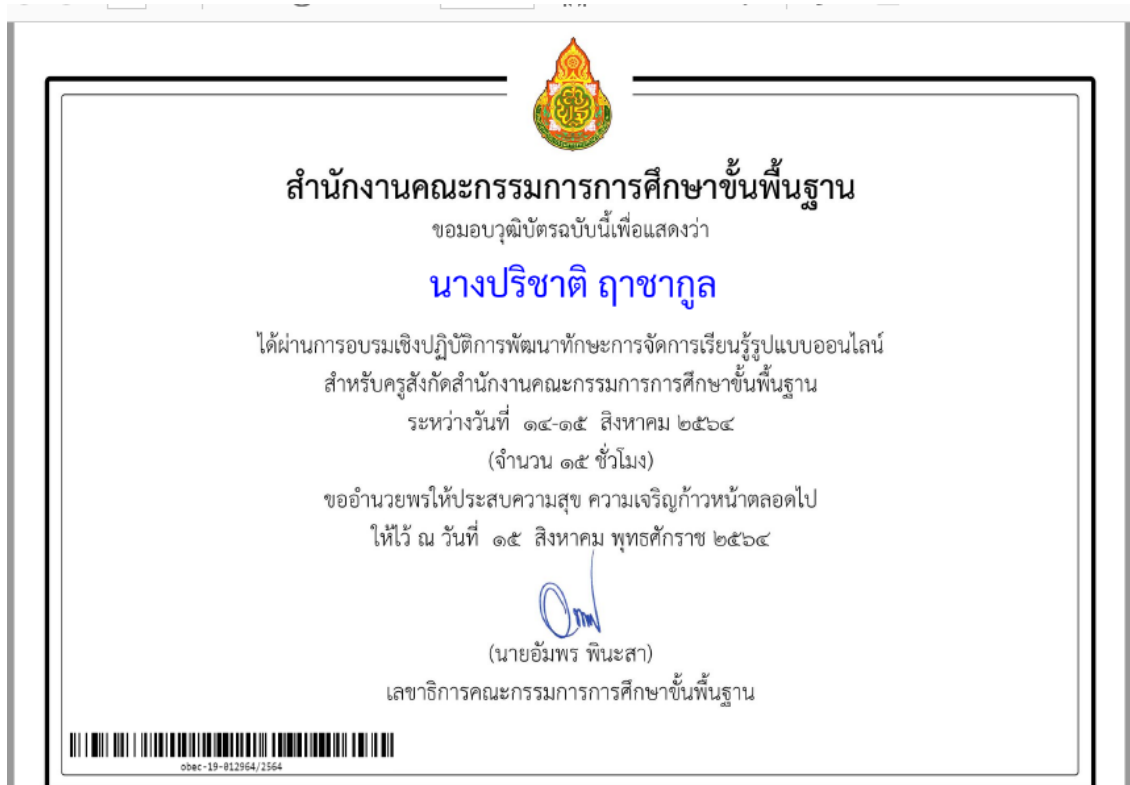 สำนักงานคณะกรรมการการศึกษาขั้นพื้นฐาน
ขอมอบวุฒิบัตรฉบับนี้เพื่อแสดงว่า
นางปริชาติ ฤาชากูล
ได้ผ่านการอบรมเชิงปฏิบัติการพัฒนาทักษะการจัดการเรียนรู้รูปแบบออนไลน์
สำหรับครูสังกัดสำนักงานคณะกรรมการการศึกษาขั้นพื้นฐาน
ระหว่างวันที่ ๑๔-๑๕ สิงหาคม ๒๕๖๔
(จำนวน ๑๕ ชั่วโมง)
ขออำนวยพรให้ประสบความสุข ความเจริญก้าวหน้าตลอดไป
ให้ไว้ ณ วันที่ ๑๕ สิงหาคม พุทธศักราช ๒๕๖๔
(นายอัมพร พินะสา)
เลขาธิการคณะกรรมการการศึกษาขั้นพื้นฐาน
obec-19-012964/2564